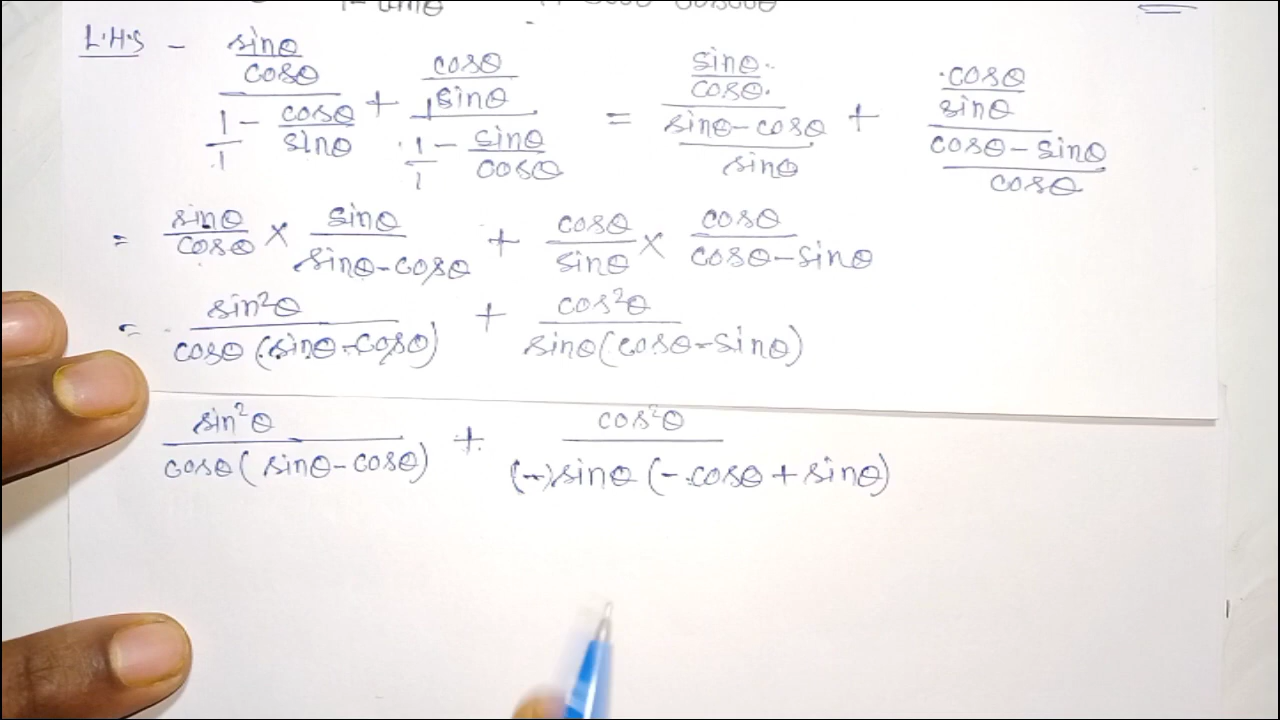 L.H.S - (sinθ/cosθ)/(1/1 - cosθ/sinθ) + (cosθ/sinθ)/(1/1 - sinθ/cosθ) = (sinθ/cosθ)/((sinθ-cosθ)/sinθ) + (cosθ/sinθ)/((cosθ-sinθ)/cosθ)
= sinθ/cosθ × sinθ/(sinθ-cosθ) + cosθ/sinθ × cosθ/(cosθ-sinθ)
= sin²θ/(cosθ(sinθ-cosθ)) + cos²θ/(sinθ(cosθ-sinθ))
sin²θ/(cosθ(sinθ-cosθ)) + cos²θ/((-)sinθ(-cosθ+sinθ))